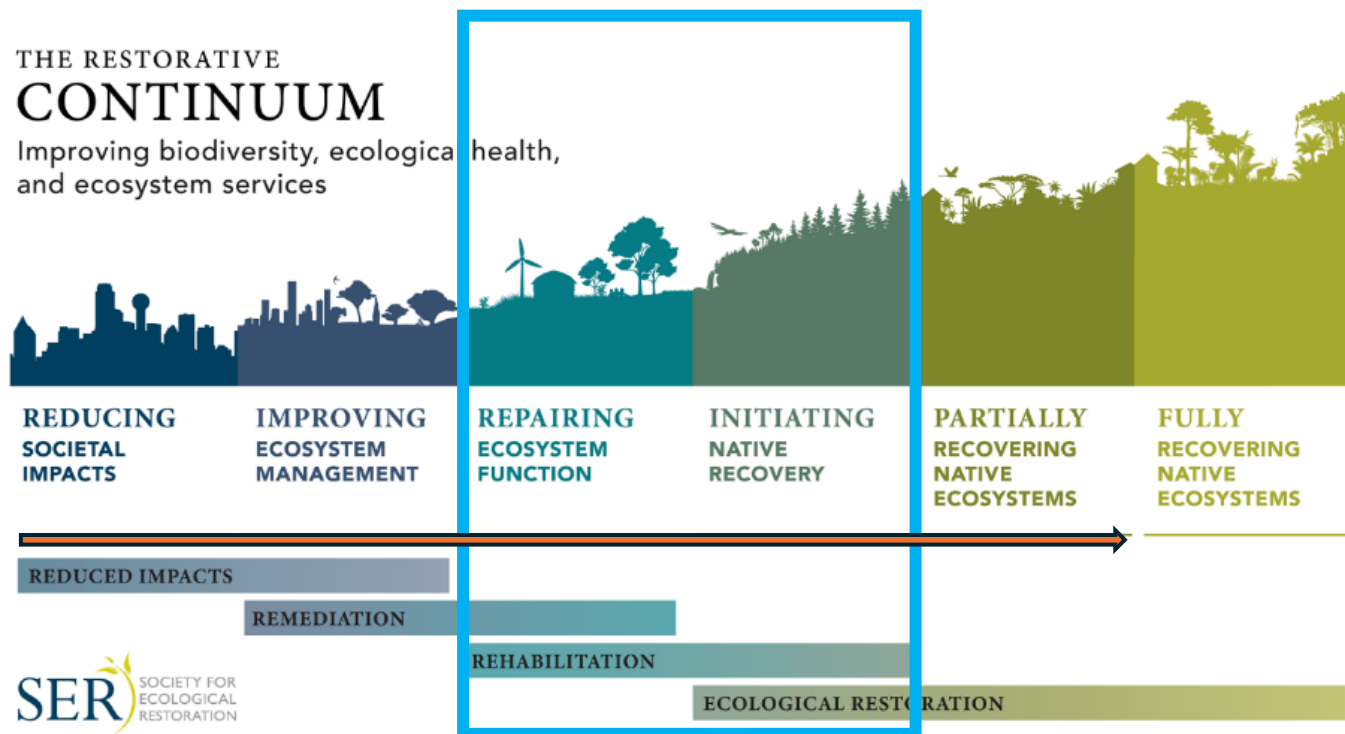 THE RESTORATIVE
CONTINUUM
Improving biodiversity, ecological health,
and ecosystem services
REDUCING
SOCIETAL
IMPACTS
IMPROVING
ECOSYSTEM
MANAGEMENT
REPAIRING
ECOSYSTEM
FUNCTION
INITIATING
NATIVE
RECOVERY
PARTIALLY
RECOVERING
NATIVE
ECOSYSTEMS
FULLY
RECOVERING
NATIVE
ECOSYSTEMS
REDUCED IMPACTS
REMEDIATION
REHABILITATION
ECOLOGICAL RESTORATION
SER
SOCIETY FOR
ECOLOGICAL
RESTORATION